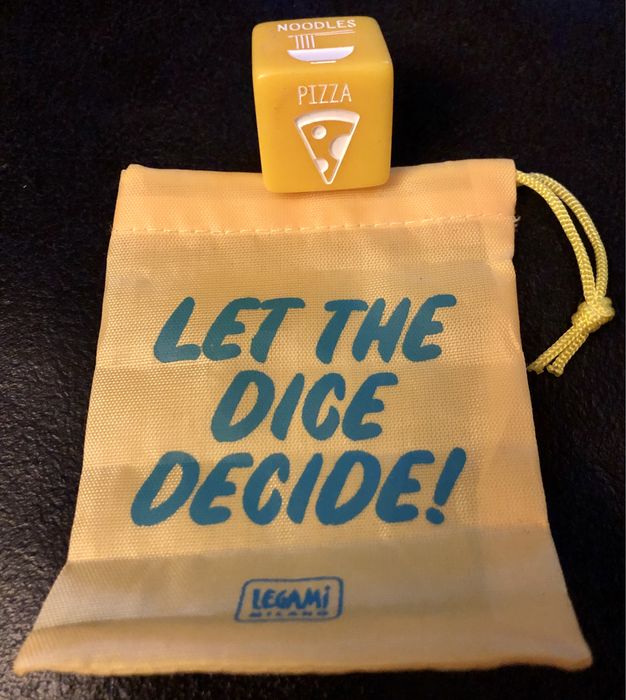 NOODLES
PIZZA
LET THE
DICE
DECIDE!
LEGAMI
MILANO